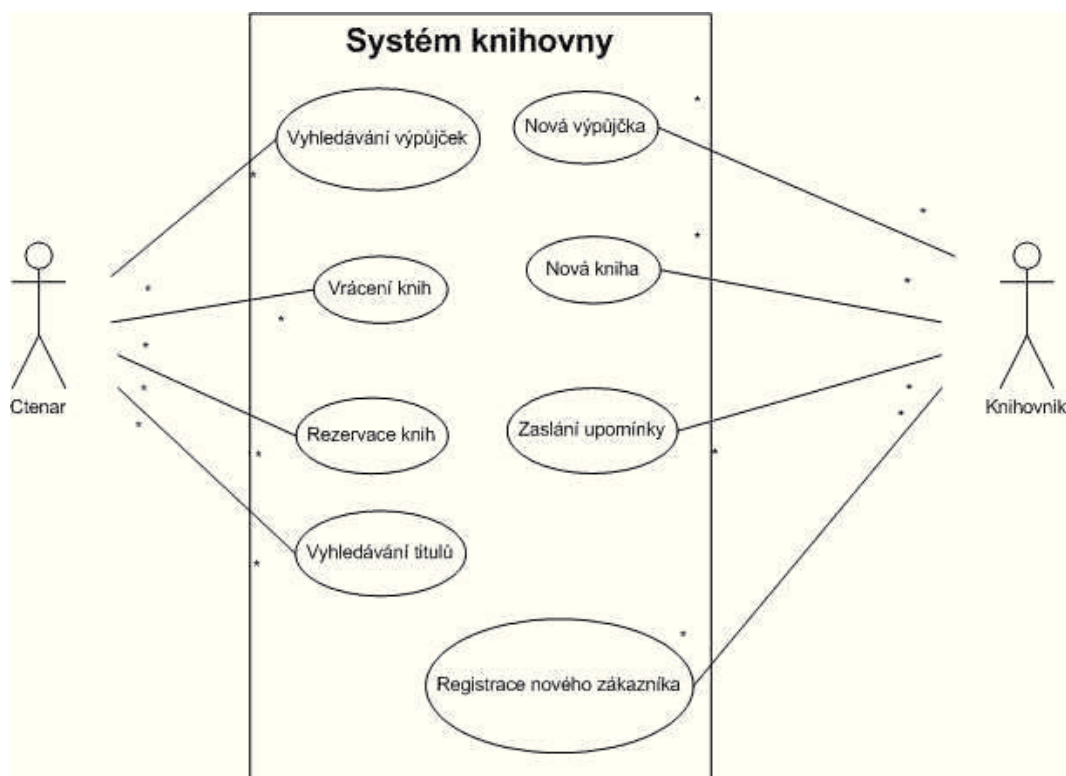 Systém knihovny
Vyhledávání výpůjček
Nová výpůjčka
*
*
*
*
Vrácení knih
Nová kniha
*
*
*
*
*
Ctenar
Rezervace knih
Zaslání upomínky
Knihovnik
*
*
*
*
*
*
Vyhledávání titulů
*
Registrace nového zákazníka
*